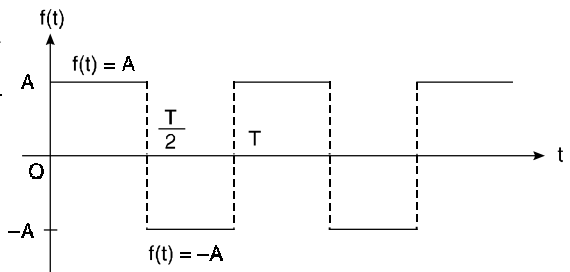 f(t)
f(t) = A
A
T
2
T
t
O
–A
f(t) = –A